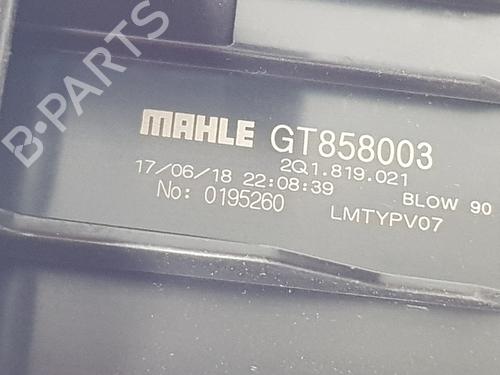 MAHLE GT858003
2Q1.819.021
17/06/18 22:08:39
BLOW 90
No: 0195260
LMTYPV07
B-PARTS